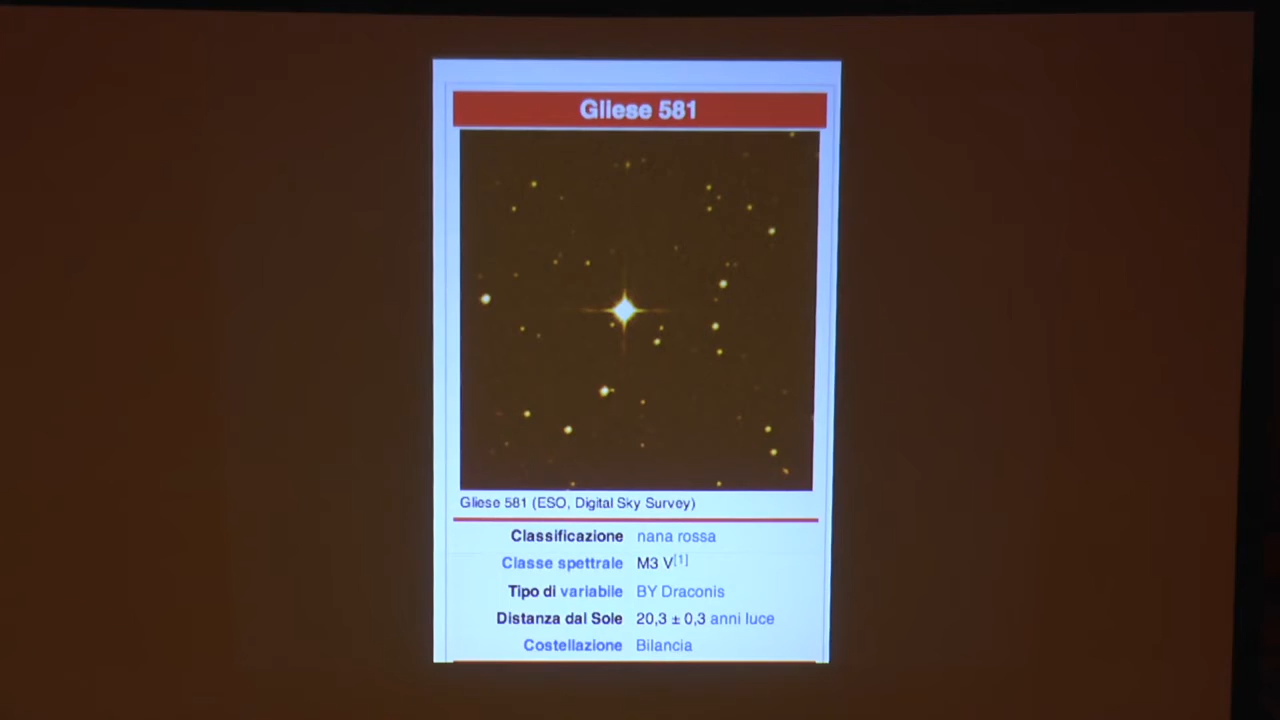 Gliese 581
Gliese 581 (ESO, Digital Sky Survey)
Classificazione nana rossa
Classe spettrale M3 V[1]
Tipo di variabile BY Draconis
Distanza dal Sole 20,3 ± 0,3 anni luce
Costellazione Bilancia